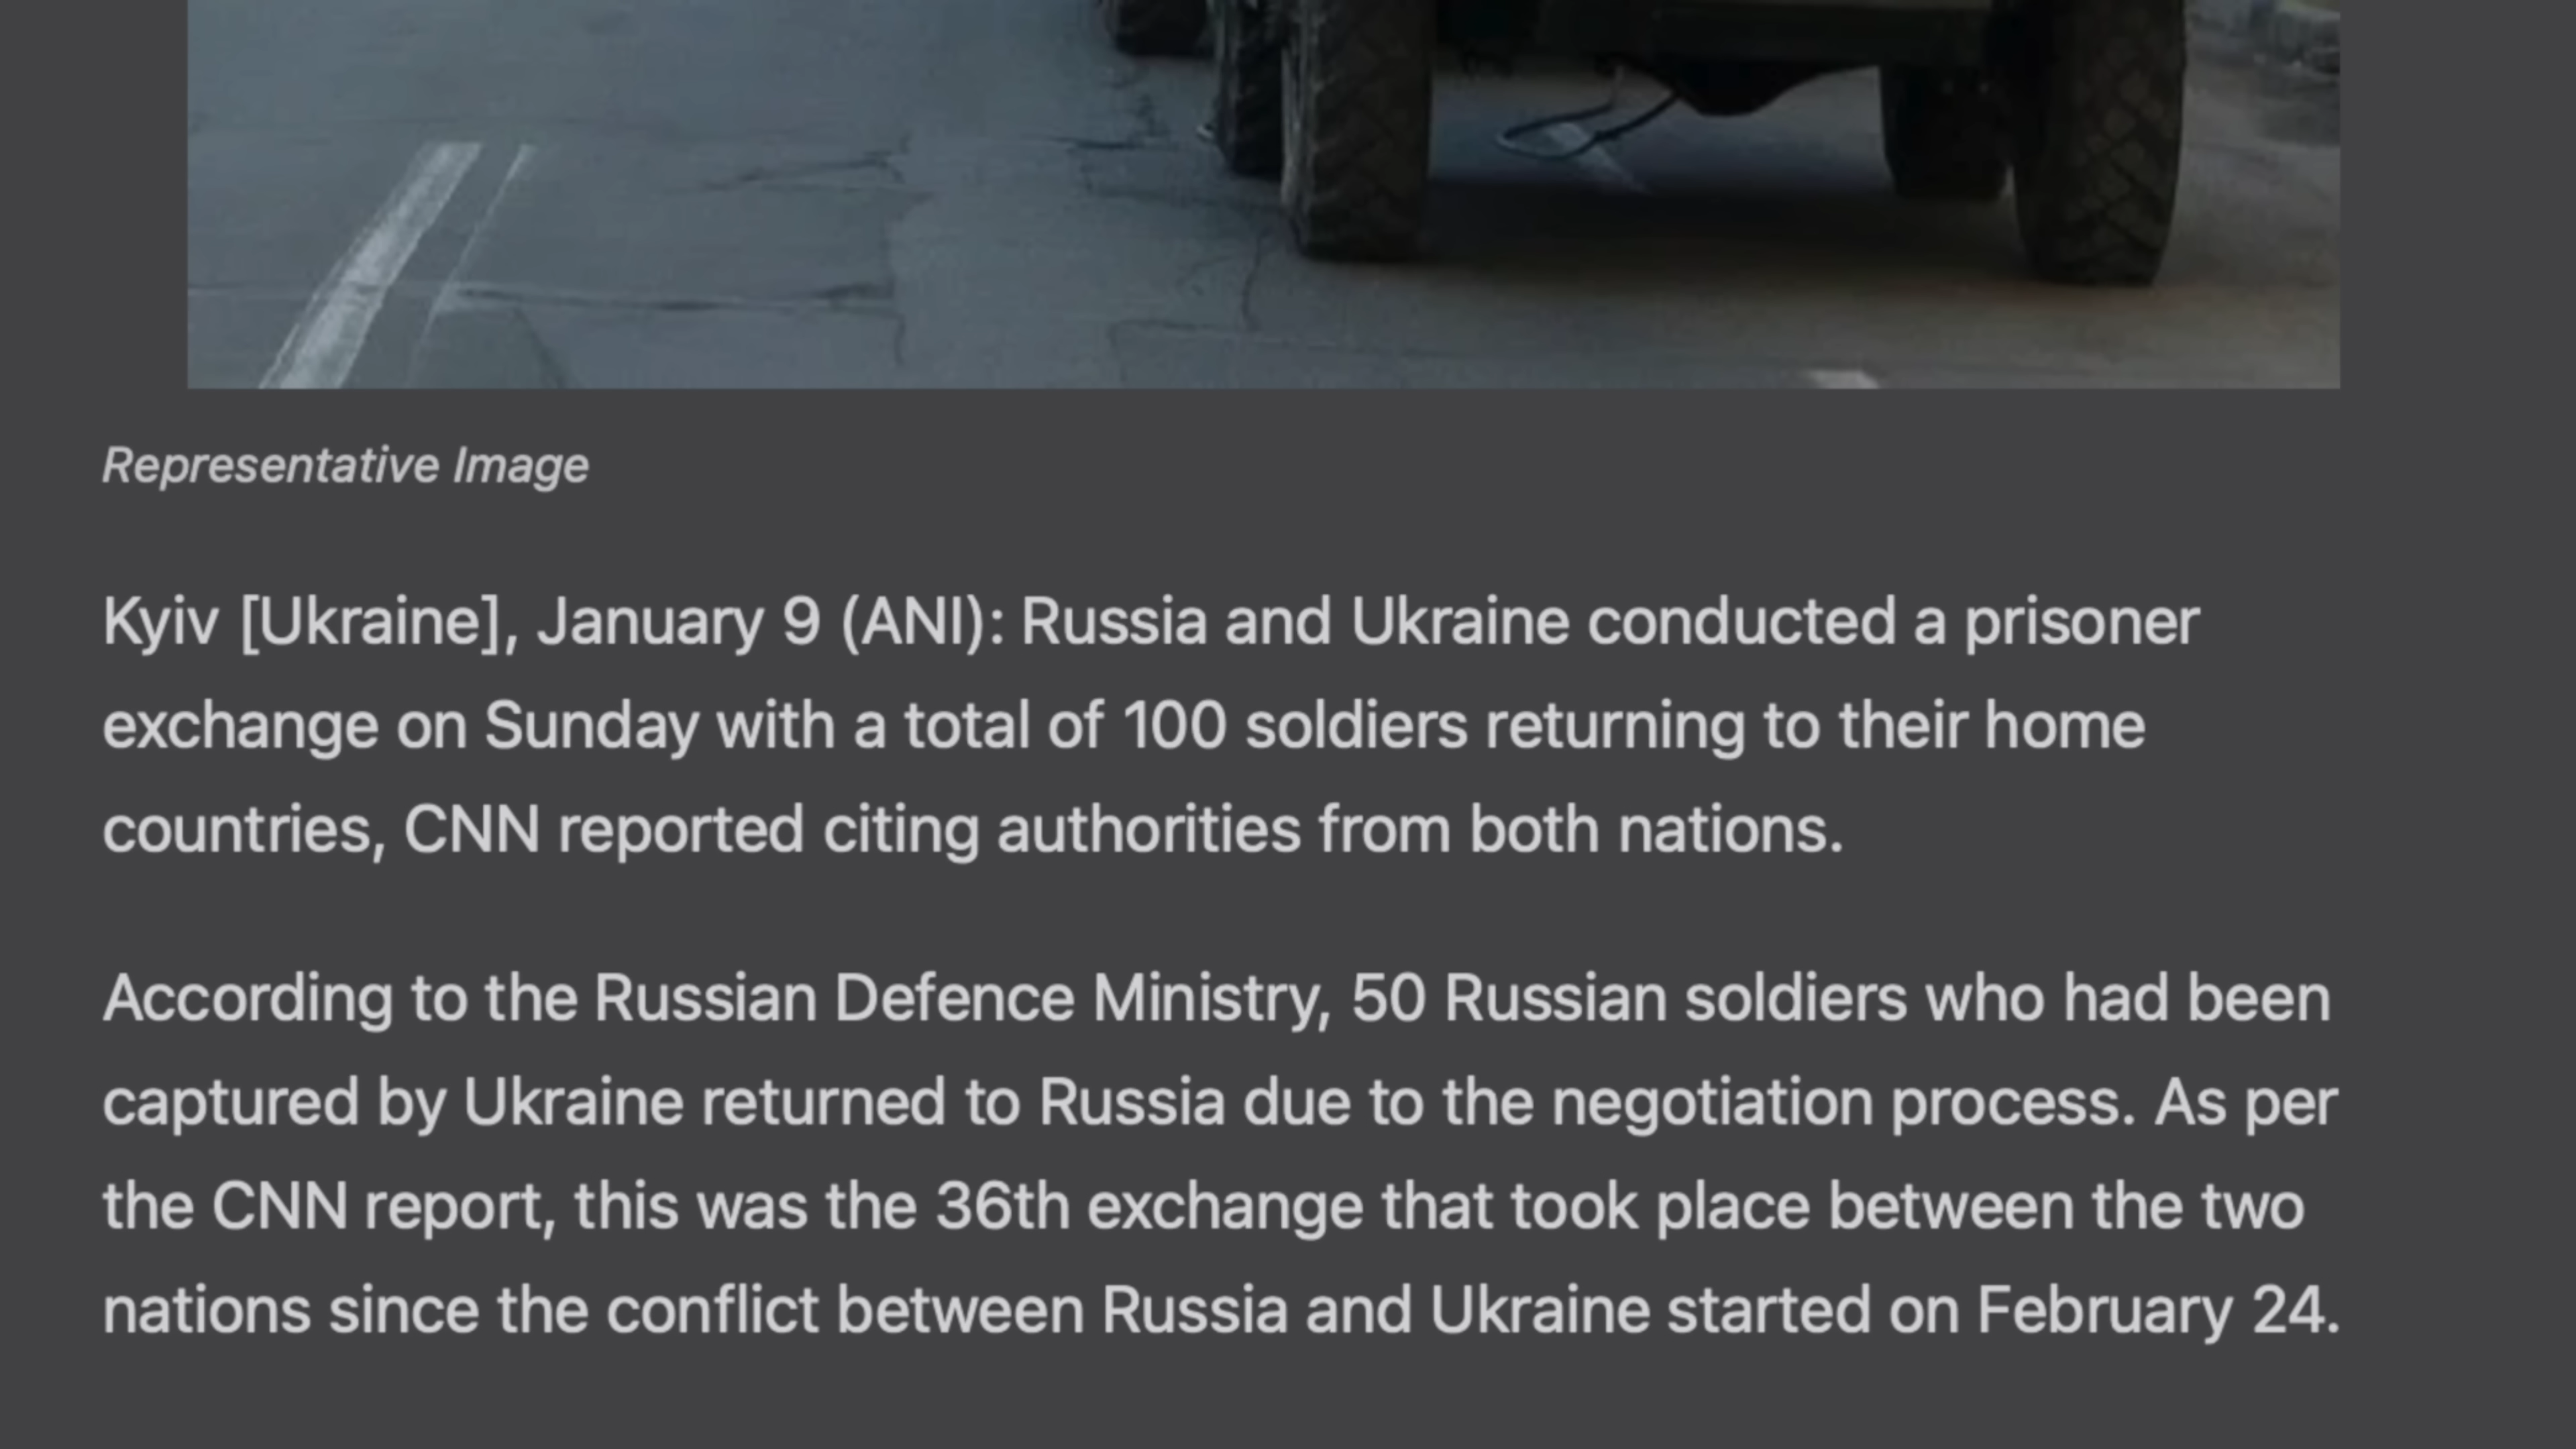 Representative Image
Kyiv [Ukraine], January 9 (ANI): Russia and Ukraine conducted a prisoner
exchange on Sunday with a total of 100 soldiers returning to their home
countries, CNN reported citing authorities from both nations.
According to the Russian Defence Ministry, 50 Russian soldiers who had been
captured by Ukraine returned to Russia due to the negotiation process. As per
the CNN report, this was the 36th exchange that took place between the two
nations since the conflict between Russia and Ukraine started on February 24.